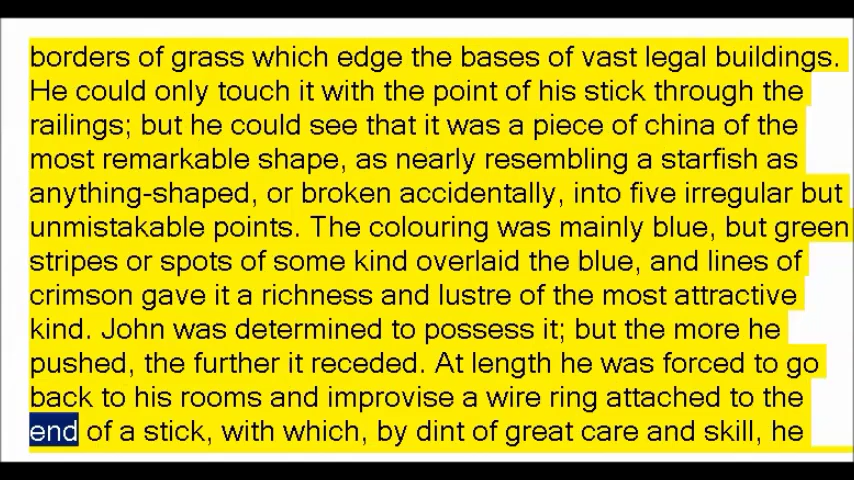 borders of grass which edge the bases of vast legal buildings.
He could only touch it with the point of his stick through the
railings; but he could see that it was a piece of china of the
most remarkable shape, as nearly resembling a starfish as
anything-shaped, or broken accidentally, into five irregular but
unmistakable points. The colouring was mainly blue, but green
stripes or spots of some kind overlaid the blue, and lines of
crimson gave it a richness and lustre of the most attractive
kind. John was determined to possess it; but the more he
pushed, the further it receded. At length he was forced to go
back to his rooms and improvise a wire ring attached to the
end of a stick, with which, by dint of great care and skill, he